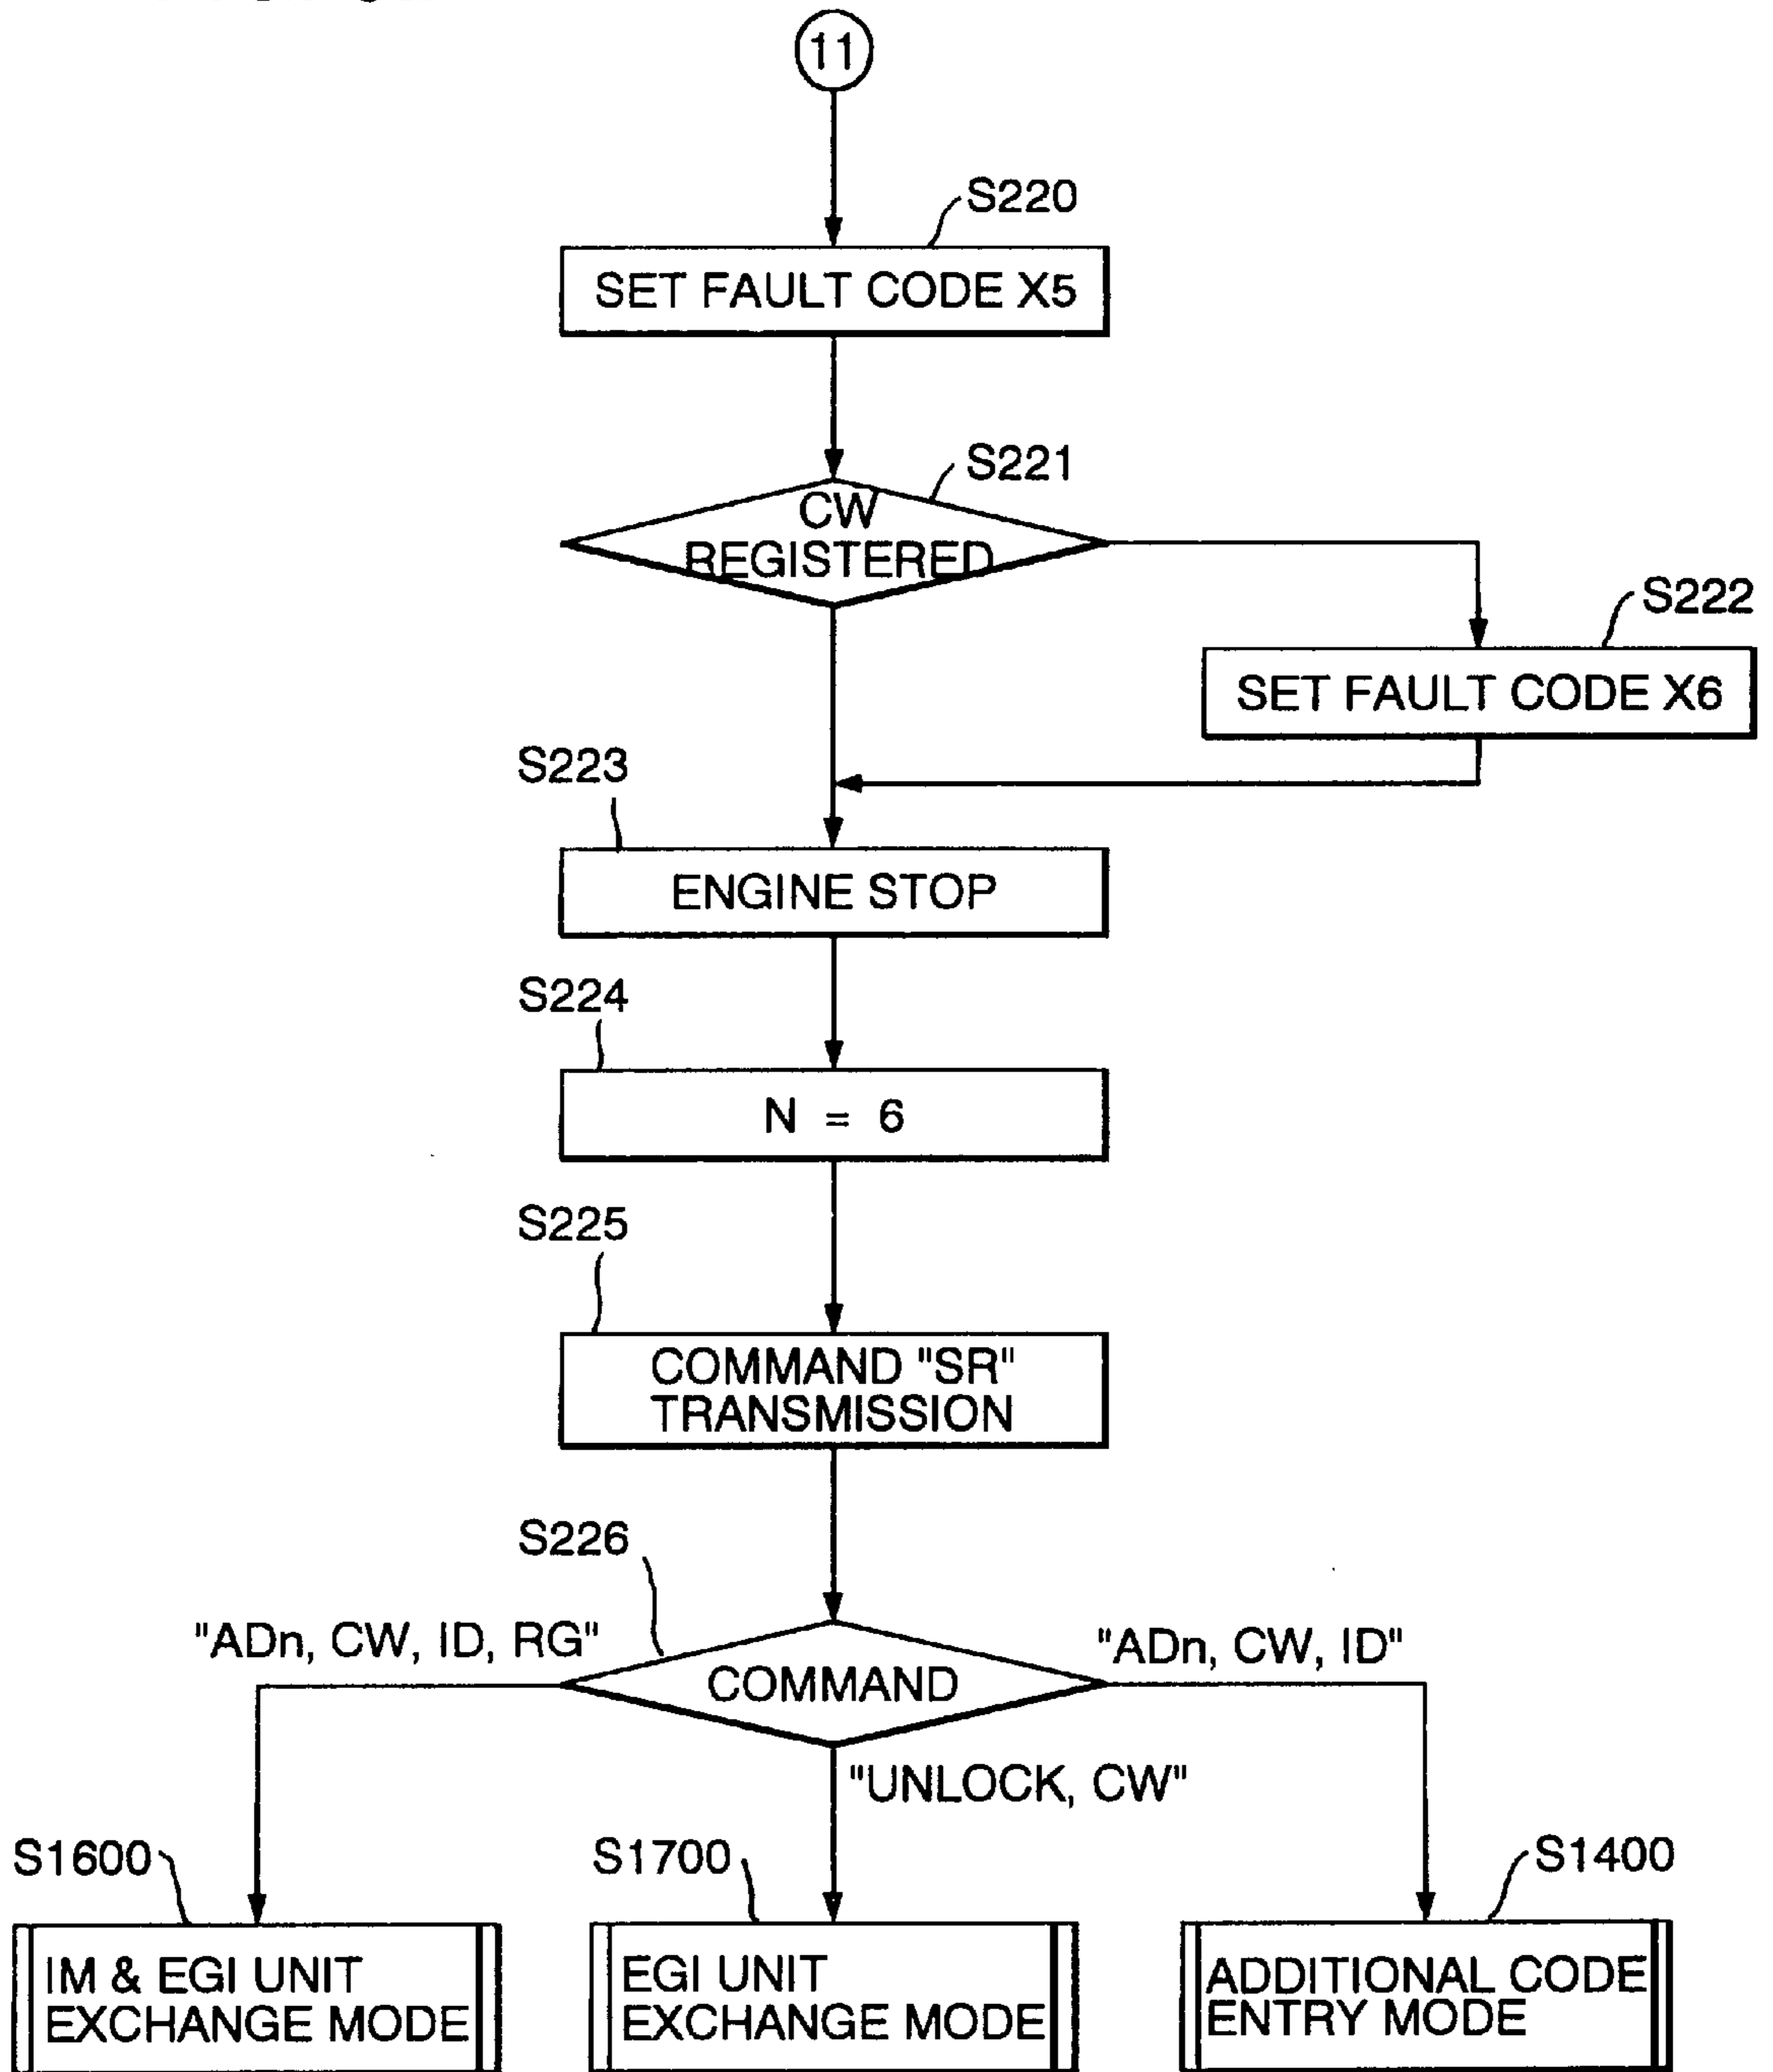 11
S220
SET FAULT CODE X5
S221
CW
REGISTERED
S222
SET FAULT CODE X6
S223
ENGINE STOP
S224
N = 6
S225
COMMAND "SR"
TRANSMISSION
S226
"ADn, CW, ID, RG"
"ADn, CW, ID"
COMMAND
"UNLOCK, CW"
S1600
S1700
S1400
IM & EGI UNIT
EXCHANGE MODE
EGI UNIT
EXCHANGE MODE
ADDITIONAL CODE
ENTRY MODE